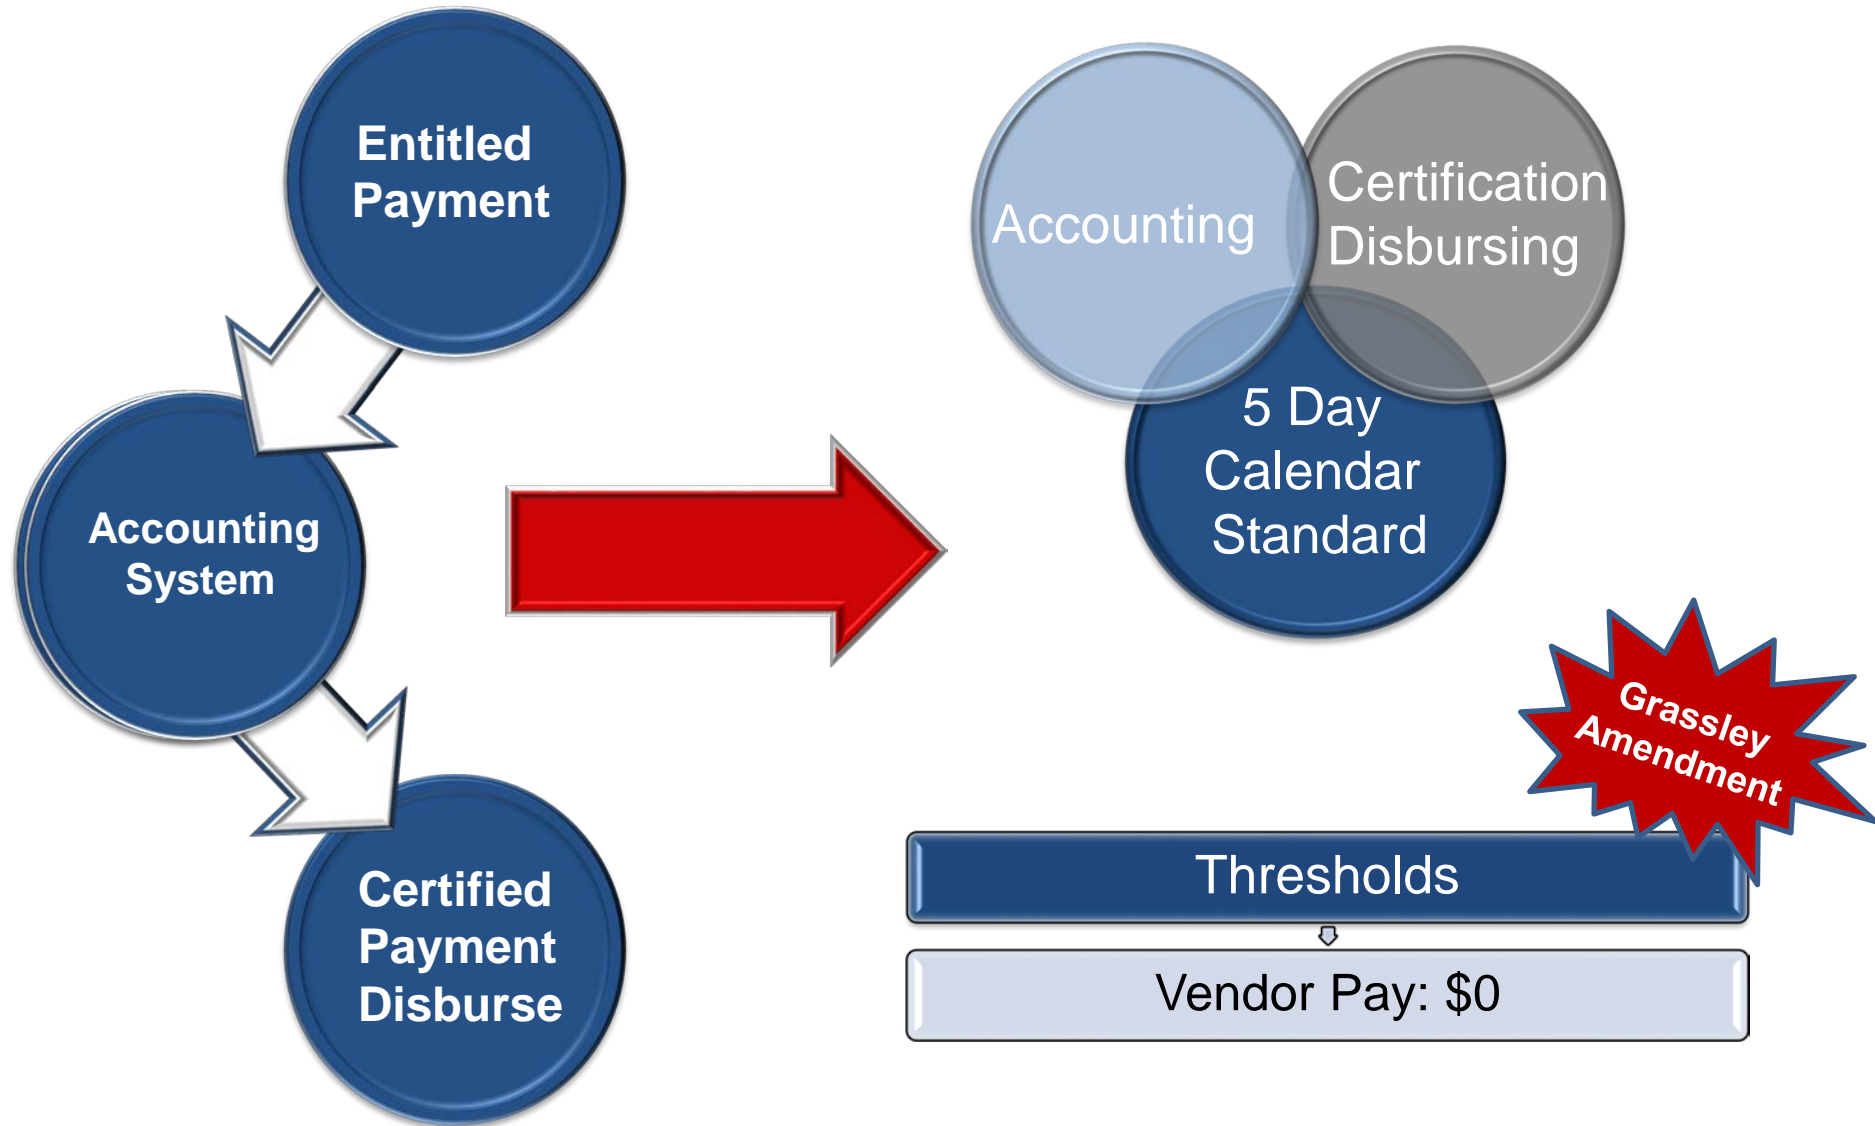 Entitled
Payment
Accounting
System
Certified
Payment
Disburse
Accounting
Certification
Disbursing
5 Day
Calendar
Standard
Grassley
Amendment
Thresholds
Vendor Pay: $0